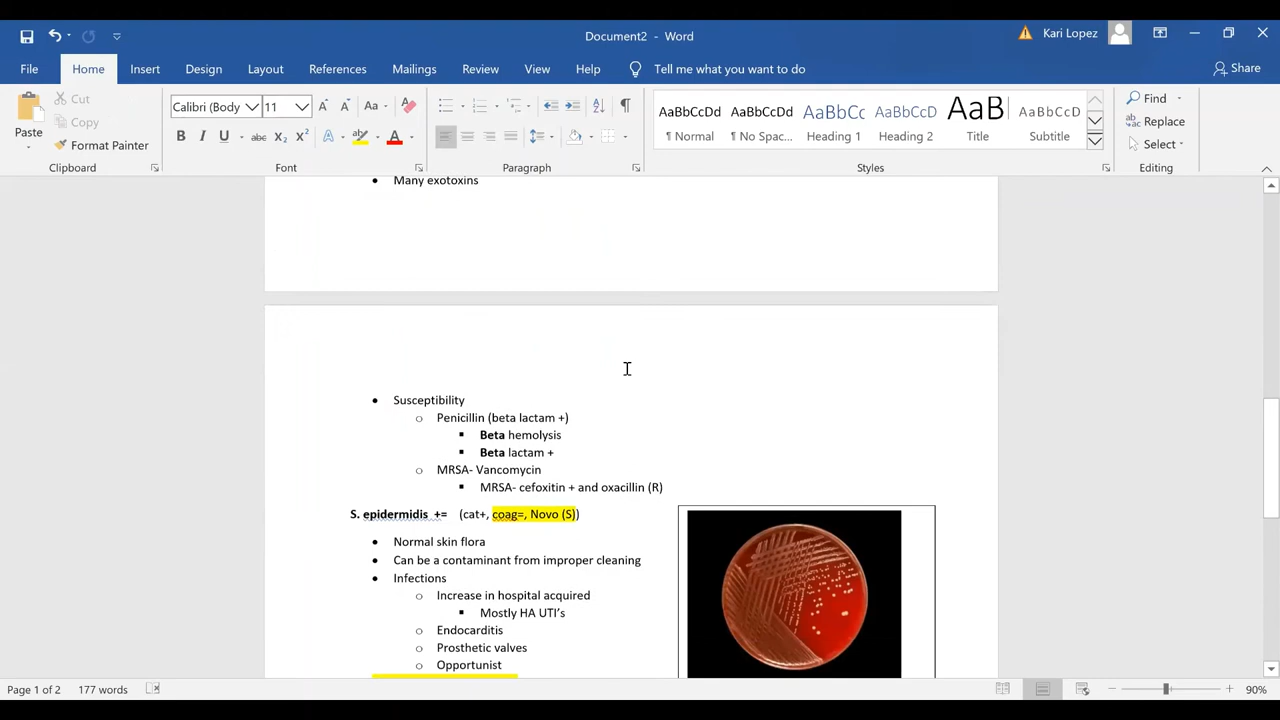 Document2 - Word
Kari Lopez
File Home Insert Design Layout References Mailings Review View Help Tell me what you want to do Share
Paste
Cut
Copy
Format Painter
Clipboard
Calibri (Body 11
Aa
B I U abc X2 X2 A ab A
Font
Paragraph
AaBbCcDd AaBbCcDd AaBbCc AaBbCcD AaB AaBbCcD
¶ Normal ¶ No Spac... Heading 1 Heading 2 Title Subtitle
Styles
Find
Replace
Select
Editing
• Many exotoxins
• Susceptibility
o Penicillin (beta lactam +)
▪ Beta hemolysis
▪ Beta lactam +
o MRSA- Vancomycin
▪ MRSA- cefoxitin + and oxacillin (R)
S. epidermidis += (cat+, coag=, Novo (S))
• Normal skin flora
• Can be a contaminant from improper cleaning
• Infections
o Increase in hospital acquired
▪ Mostly HA UTI's
o Endocarditis
o Prosthetic valves
o Opportunist
Page 1 of 2 177 words 90%